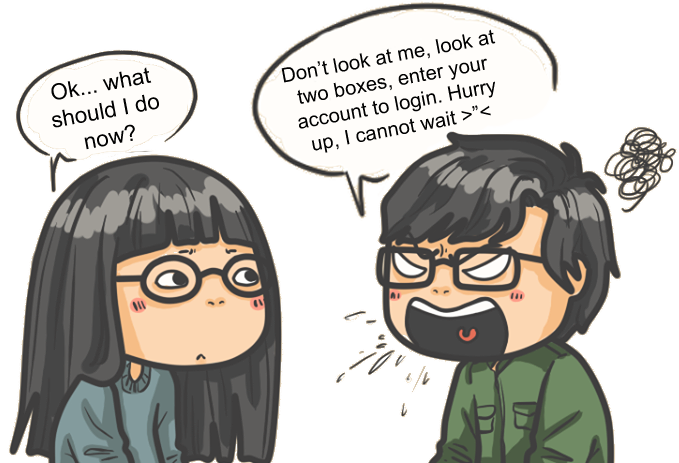 Ok... what
should I do
now?
Don't look at me, look at
two boxes, enter your
account to login. Hurry
up, I cannot wait >"<